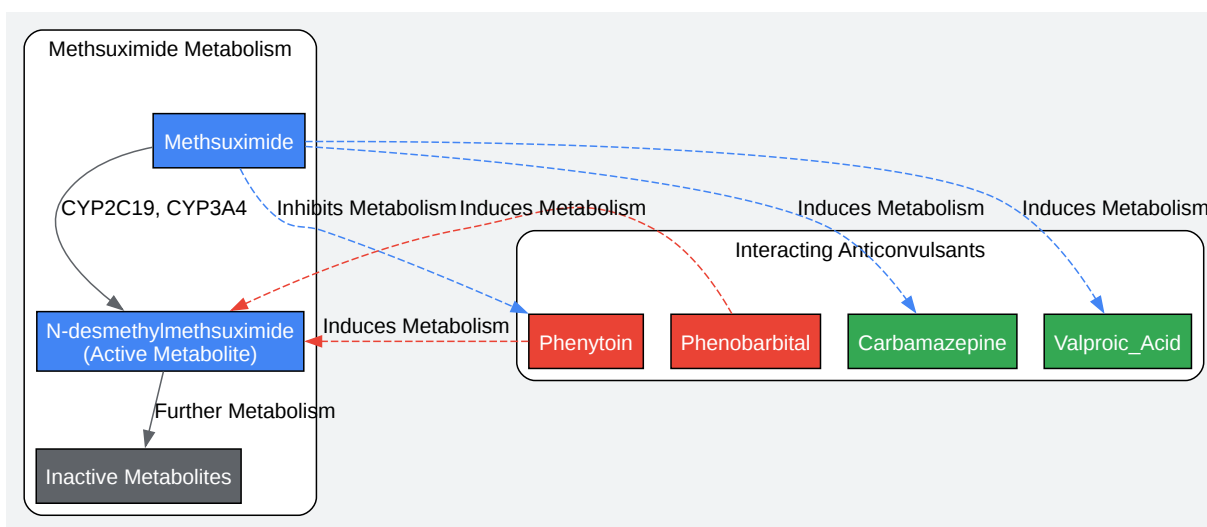 Methsuximide Metabolism
Methsuximide
CYP2C19, CYP3A4
Inhibits Metabolism
Induces Metabolism
Induces Metabolism
Induces Metabolism
Interacting Anticonvulsants
N-desmethylmethsuximide
(Active Metabolite)
Induces Metabolism
Phenytoin
Phenobarbital
Carbamazepine
Valproic_Acid
Further Metabolism
Inactive Metabolites